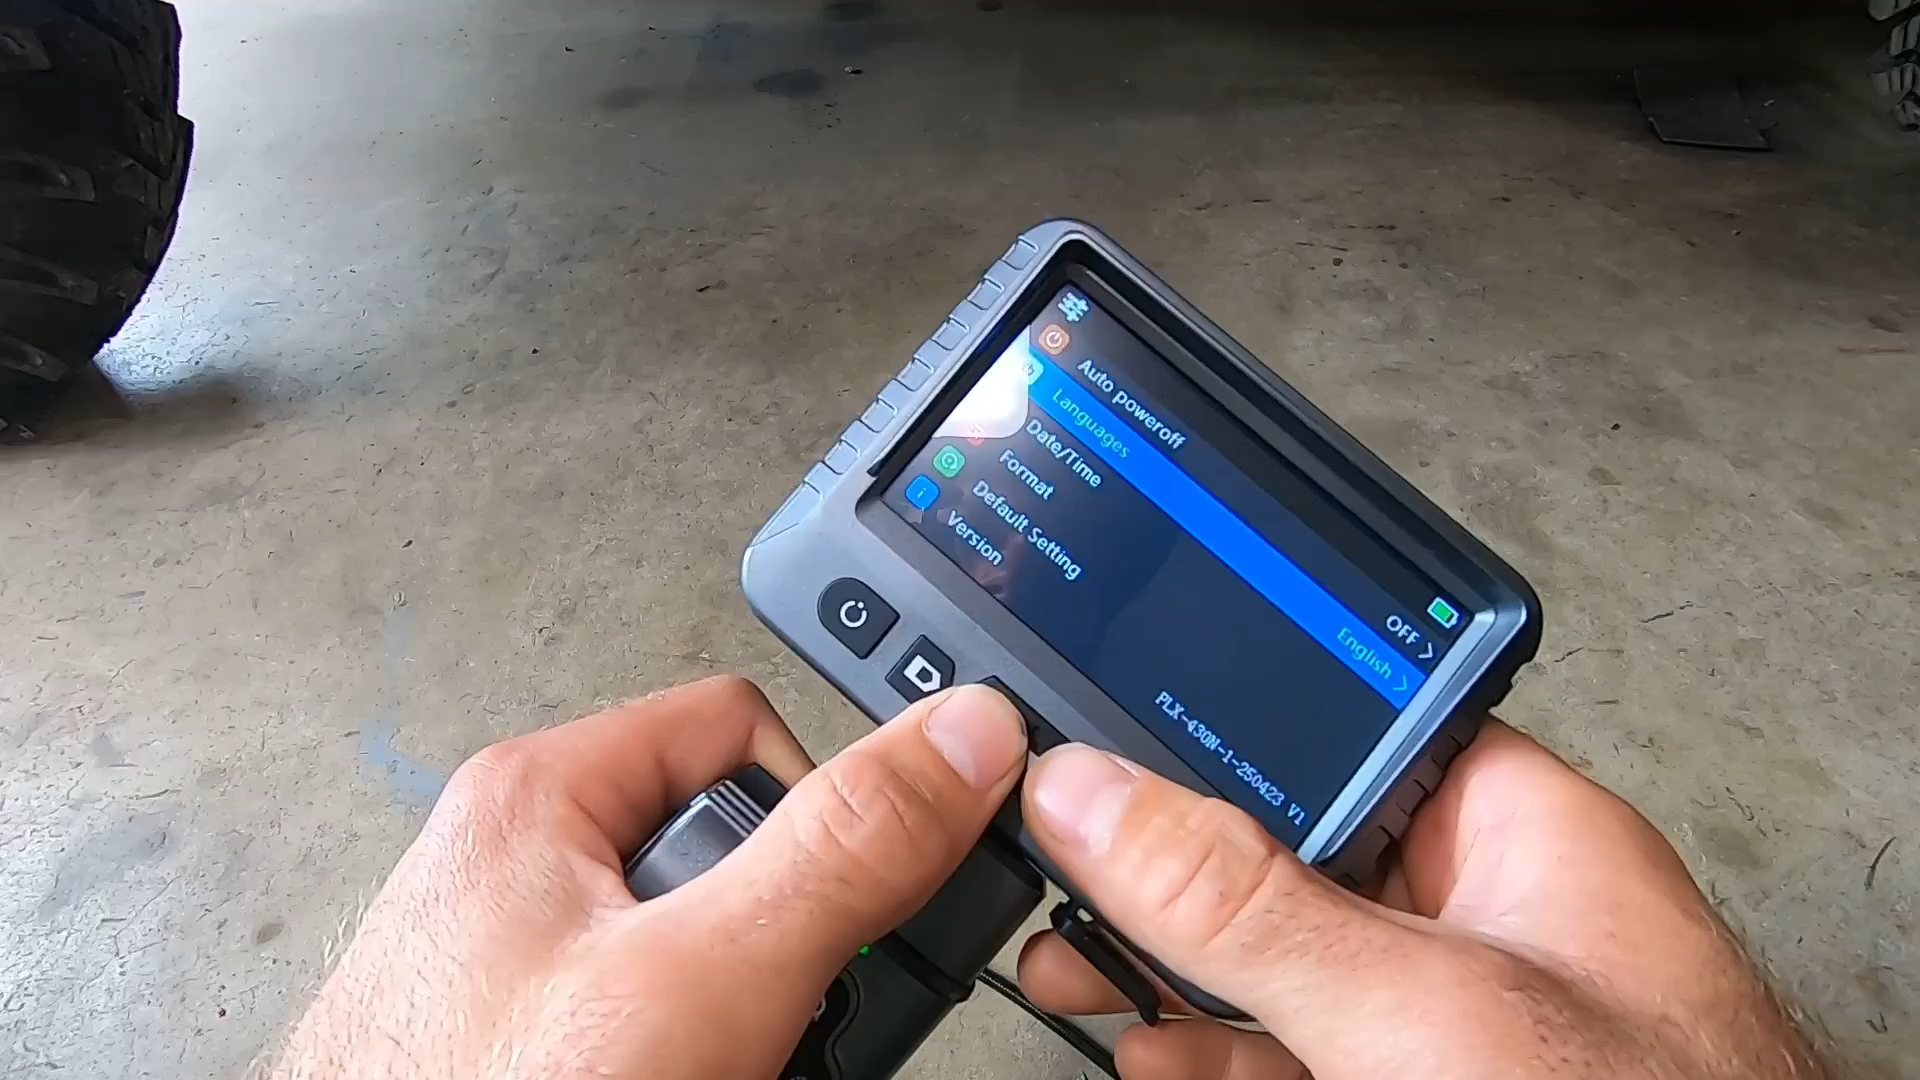 Auto poweroff OFF
Languages English
Date/Time
Format
Default Setting
Version PLX-430N-1-250423 V1